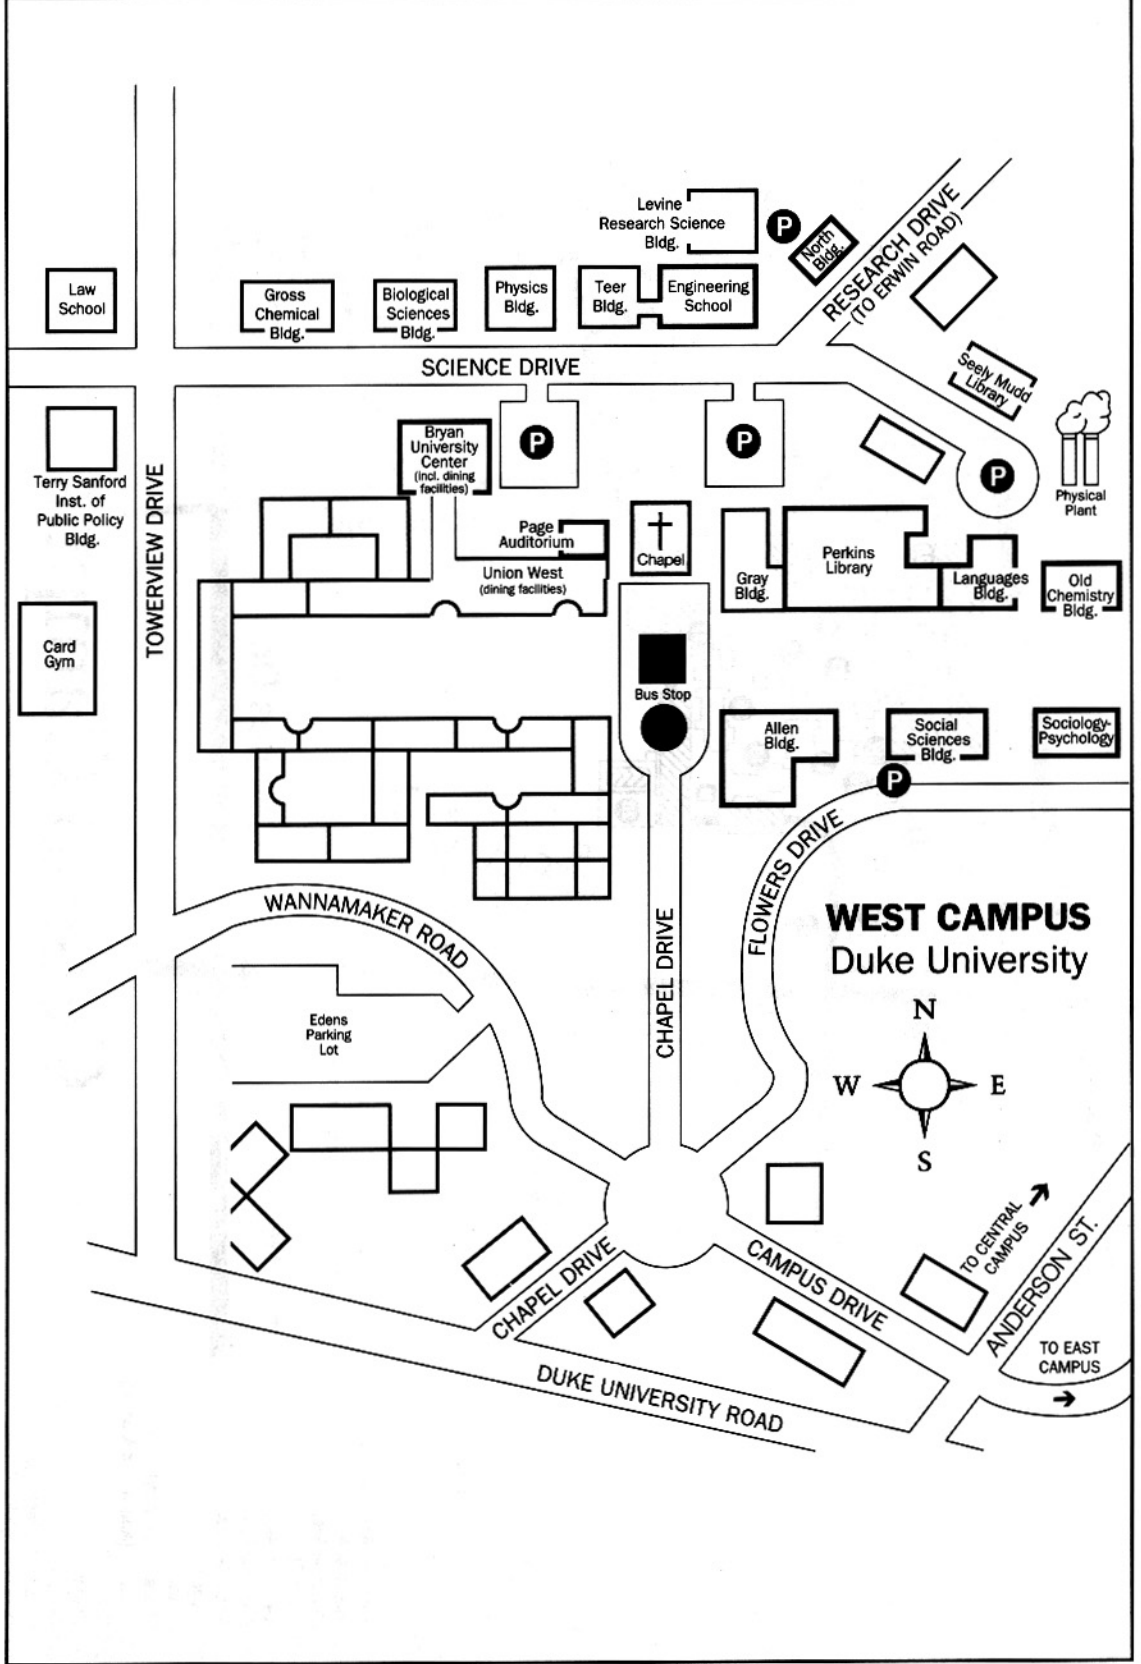 Levine
Research Science
Bldg.
P
North
Bldg.
RESEARCH DRIVE
(TO ERWIN ROAD)
Law
School
Gross
Chemical
Bldg.
Biological
Sciences
Bldg.
Physics
Bldg.
Teer
Bldg.
Engineering
School
SCIENCE DRIVE
Seely Mudd
Library
Bryan
University
Center
(incl. dining
facilities)
P
P
P
Physical
Plant
Terry Sanford
Inst. of
Public Policy
Bldg.
TOWERVIEW DRIVE
Page
Auditorium
Union West
(dining facilities)
Chapel
Gray
Bldg.
Perkins
Library
Languages
Bldg.
Old
Chemistry
Bldg.
Card
Gym
Bus Stop
Allen
Bldg.
Social
Sciences
Bldg.
Sociology-
Psychology
P
FLOWERS DRIVE
WANNAMAKER ROAD
CHAPEL DRIVE
WEST CAMPUS
Duke University
N
W
E
S
Edens
Parking
Lot
TO CENTRAL
CAMPUS
ANDERSON ST.
CHAPEL DRIVE
CAMPUS DRIVE
TO EAST
CAMPUS
DUKE UNIVERSITY ROAD